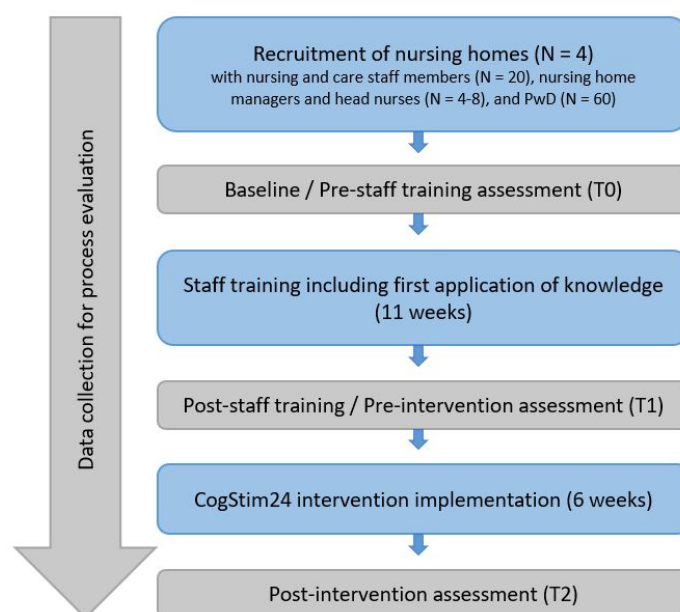 Data collection for process evaluation
Recruitment of nursing homes (N = 4)
with nursing and care staff members (N = 20), nursing home
managers and head nurses (N = 4-8), and PwD (N = 60)
Baseline / Pre-staff training assessment (T0)
Staff training including first application of knowledge
(11 weeks)
Post-staff training / Pre-intervention assessment (T1)
CogStim24 intervention implementation (6 weeks)
Post-intervention assessment (T2)